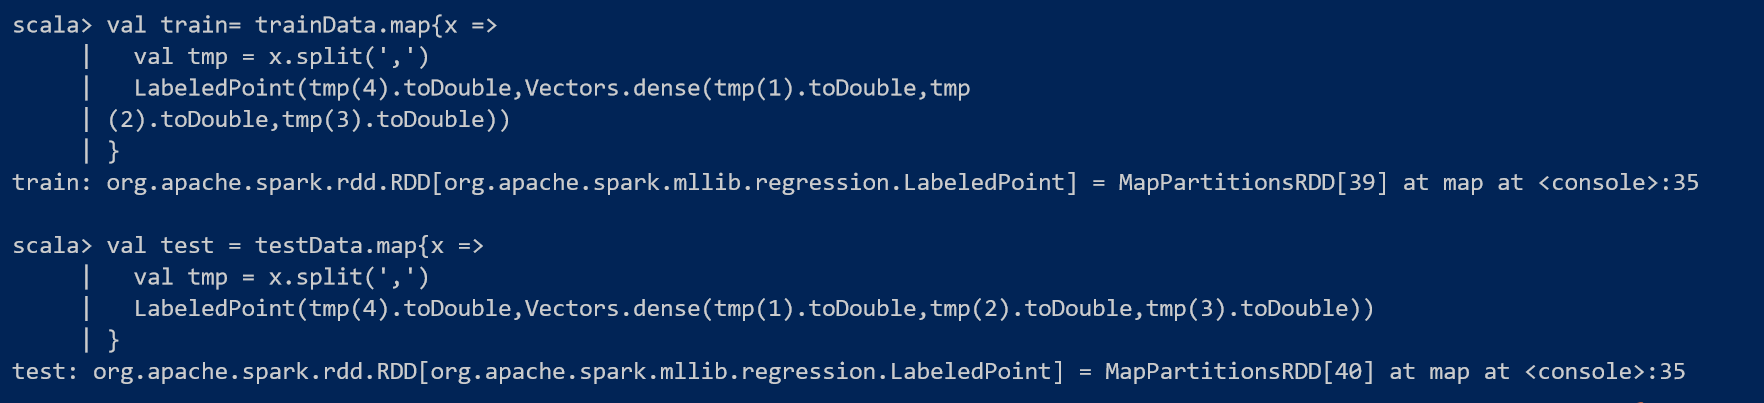 scala> val train= trainData.map{x =>
     |   val tmp = x.split(',')
     |   LabeledPoint(tmp(4).toDouble,Vectors.dense(tmp(1).toDouble,tmp
     | (2).toDouble,tmp(3).toDouble))
     | }
train: org.apache.spark.rdd.RDD[org.apache.spark.mllib.regression.LabeledPoint] = MapPartitionsRDD[39] at map at <console>:35
scala> val test = testData.map{x =>
     |   val tmp = x.split(',')
     |   LabeledPoint(tmp(4).toDouble,Vectors.dense(tmp(1).toDouble,tmp(2).toDouble,tmp(3).toDouble))
     | }
test: org.apache.spark.rdd.RDD[org.apache.spark.mllib.regression.LabeledPoint] = MapPartitionsRDD[40] at map at <console>:35